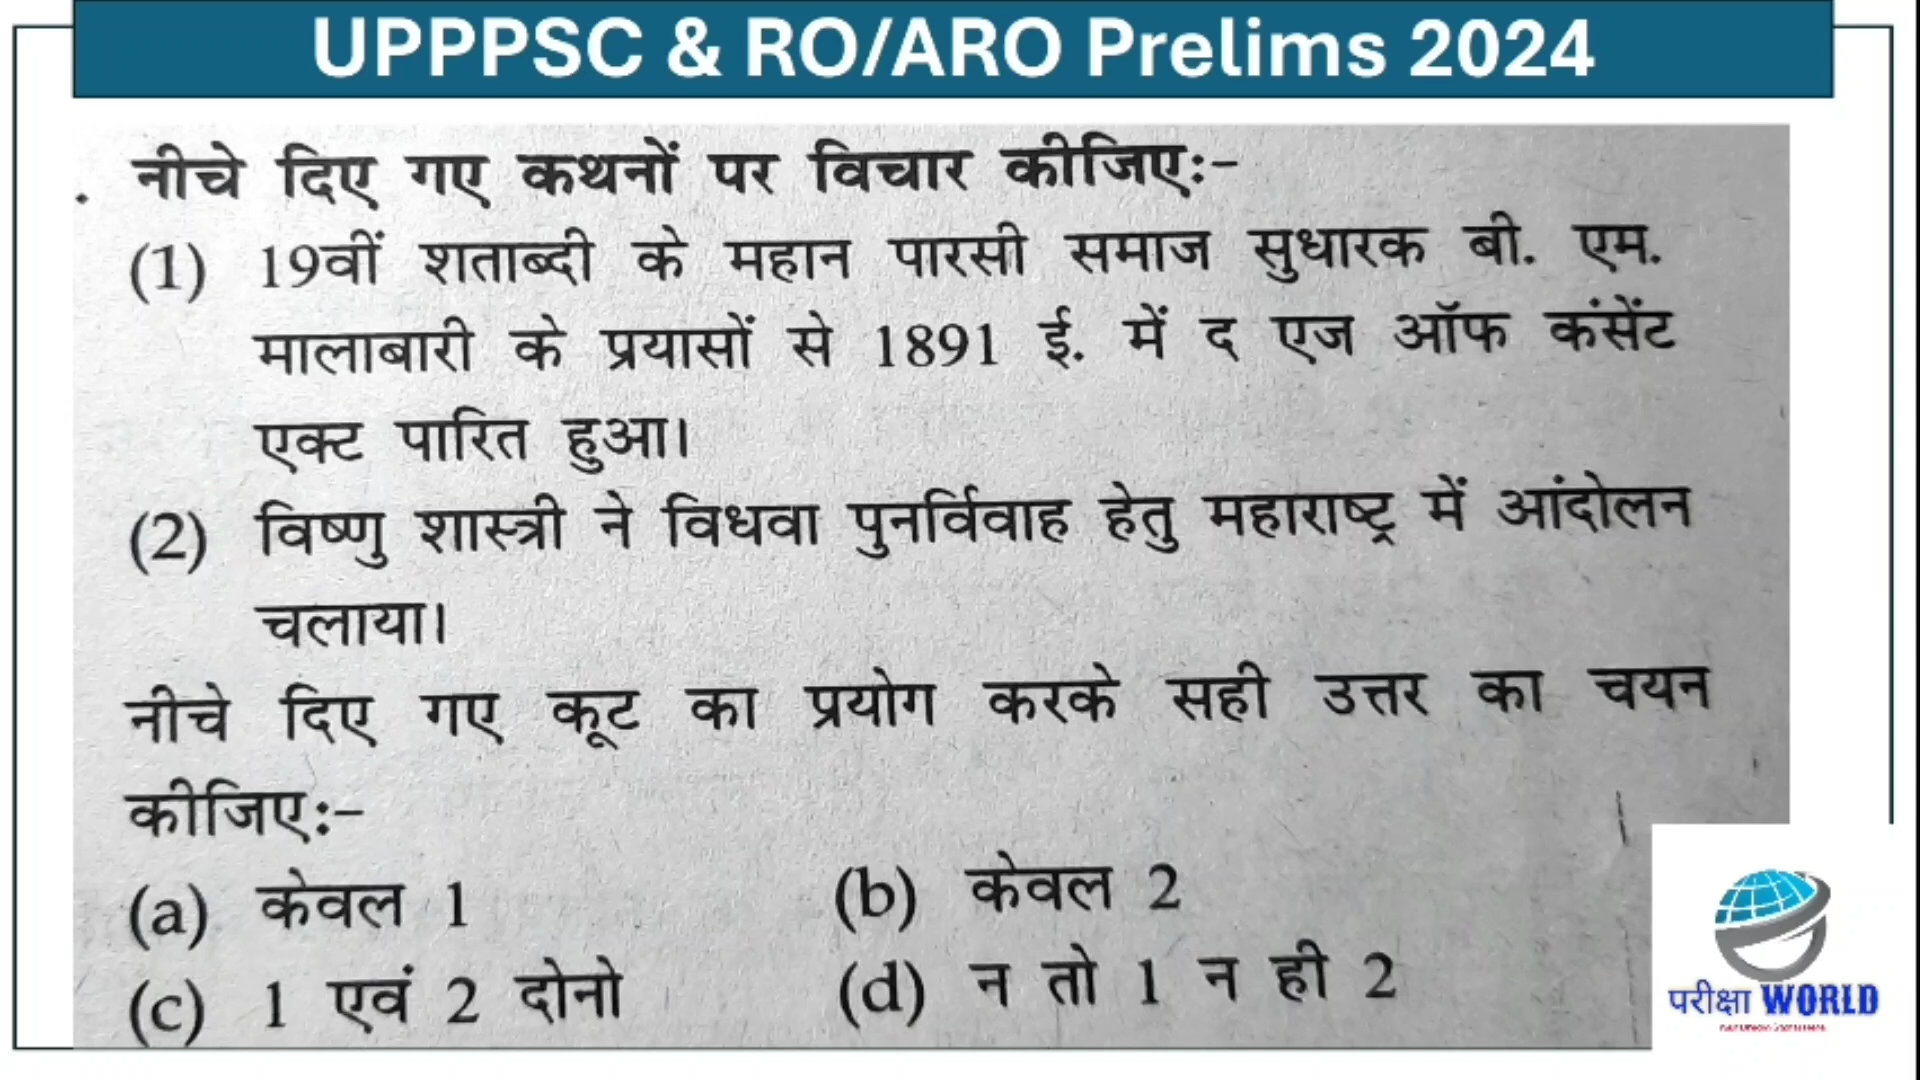 UPPPSC & RO/ARO Prelims 2024
नीचे दिए गए कथनों पर विचार कीजिएः-
(1) 19वीं शताब्दी के महान पारसी समाज सुधारक बी. एम.
मालाबारी के प्रयासों से 1891 ई. में द एज ऑफ कंसेंट
एक्ट पारित हुआ।
(2) विष्णु शास्त्री ने विधवा पुनर्विवाह हेतु महाराष्ट्र में आंदोलन
चलाया।
नीचे दिए गए कूट का प्रयोग करके सही उत्तर का चयन
कीजिएः-
(a) केवल 1 (b) केवल 2
(c) 1 एवं 2 दोनो (d) न तो 1 न ही 2
परीक्षा WORLD